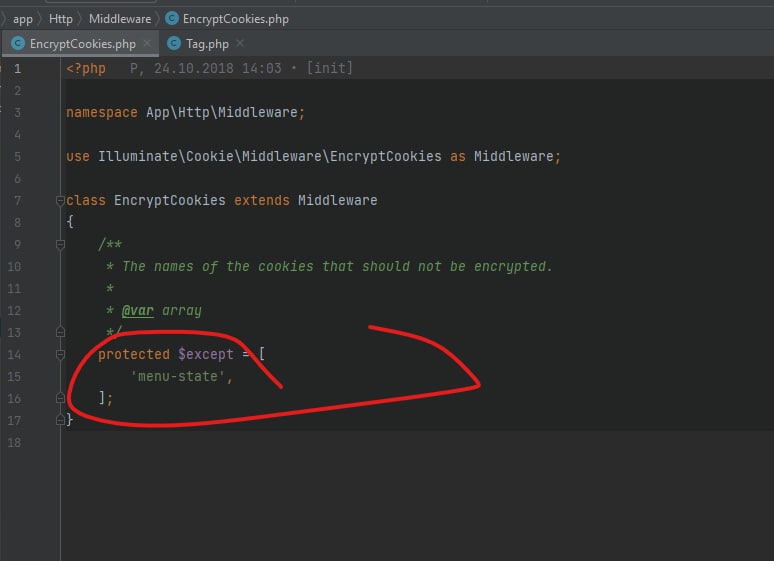 app Http Middleware EncryptCookies.php
EncryptCookies.php Tag.php
1 <?php P, 24.10.2018 14:03 • [init]
2
3 namespace App\Http\Middleware;
4
5 use Illuminate\Cookie\Middleware\EncryptCookies as Middleware;
6
7 class EncryptCookies extends Middleware
8 {
9 /**
10 * The names of the cookies that should not be encrypted.
11 *
12 * @var array
13 */
14 protected $except = [
15 'menu-state',
16 ];
17 }
18